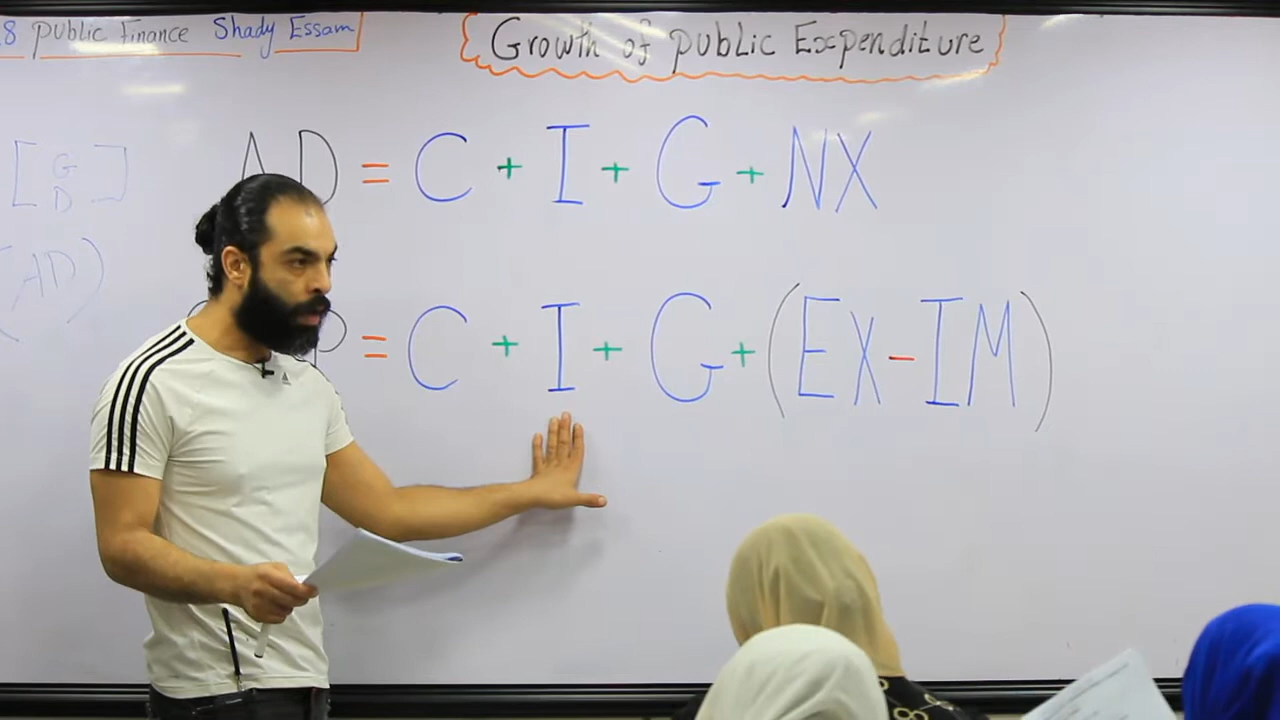 8 Public Finance Shady Essam
Growth of public Expenditure
[ G
D ]
(AD)
AD = C + I + G + NX
P = C + I + G + (EX - IM)